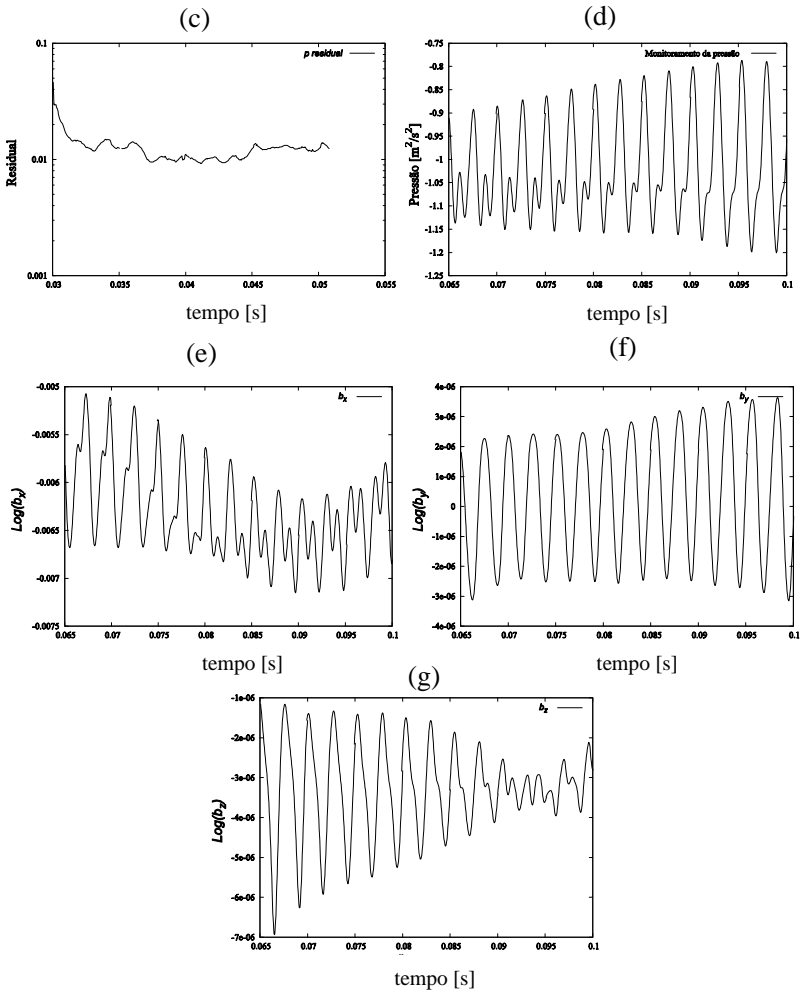 (c)
(d)
0.1
0.01
0.001
Residual
p residual
0.03
0.035
0.04
0.045
0.05
0.055
tempo [s]
-0.75
-0.8
-0.85
-0.9
-0.95
-1
-1.05
-1.1
-1.15
-1.2
-1.25
Pressão [m²/s²]
Monitoramento da pressão
0.065
0.07
0.075
0.08
0.085
0.09
0.095
0.1
tempo [s]
(e)
(f)
-0.005
-0.0055
-0.006
-0.0065
-0.007
-0.0075
Log(bx)
bx
0.065
0.07
0.075
0.08
0.085
0.09
0.095
0.1
tempo [s]
4e-06
3e-06
2e-06
1e-06
0
-1e-06
-2e-06
-3e-06
-4e-06
Log(by)
by
0.065
0.07
0.075
0.08
0.085
0.09
0.095
0.1
tempo [s]
(g)
-1e-06
-2e-06
-3e-06
-4e-06
-5e-06
-6e-06
-7e-06
Log(bz)
bz
0.065
0.07
0.075
0.08
0.085
0.09
0.095
0.1
tempo [s]